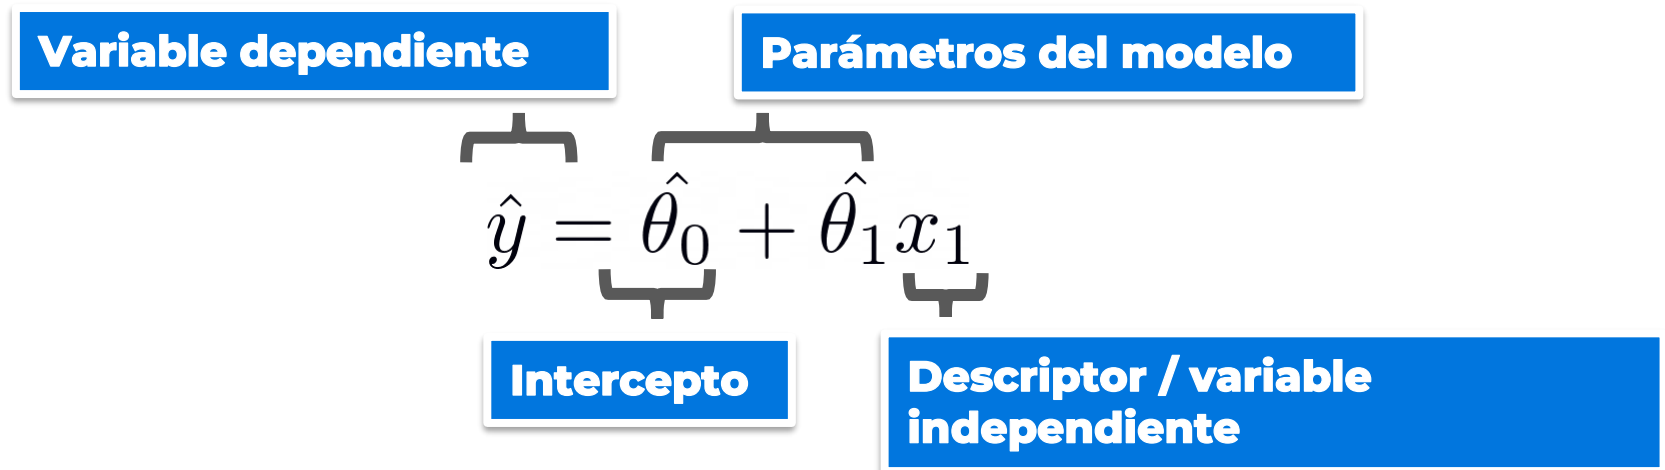 Variable dependiente
Parámetros del modelo
ŷ = θ̂₀ + θ̂₁x₁
Intercepto
Descriptor / variable
independiente